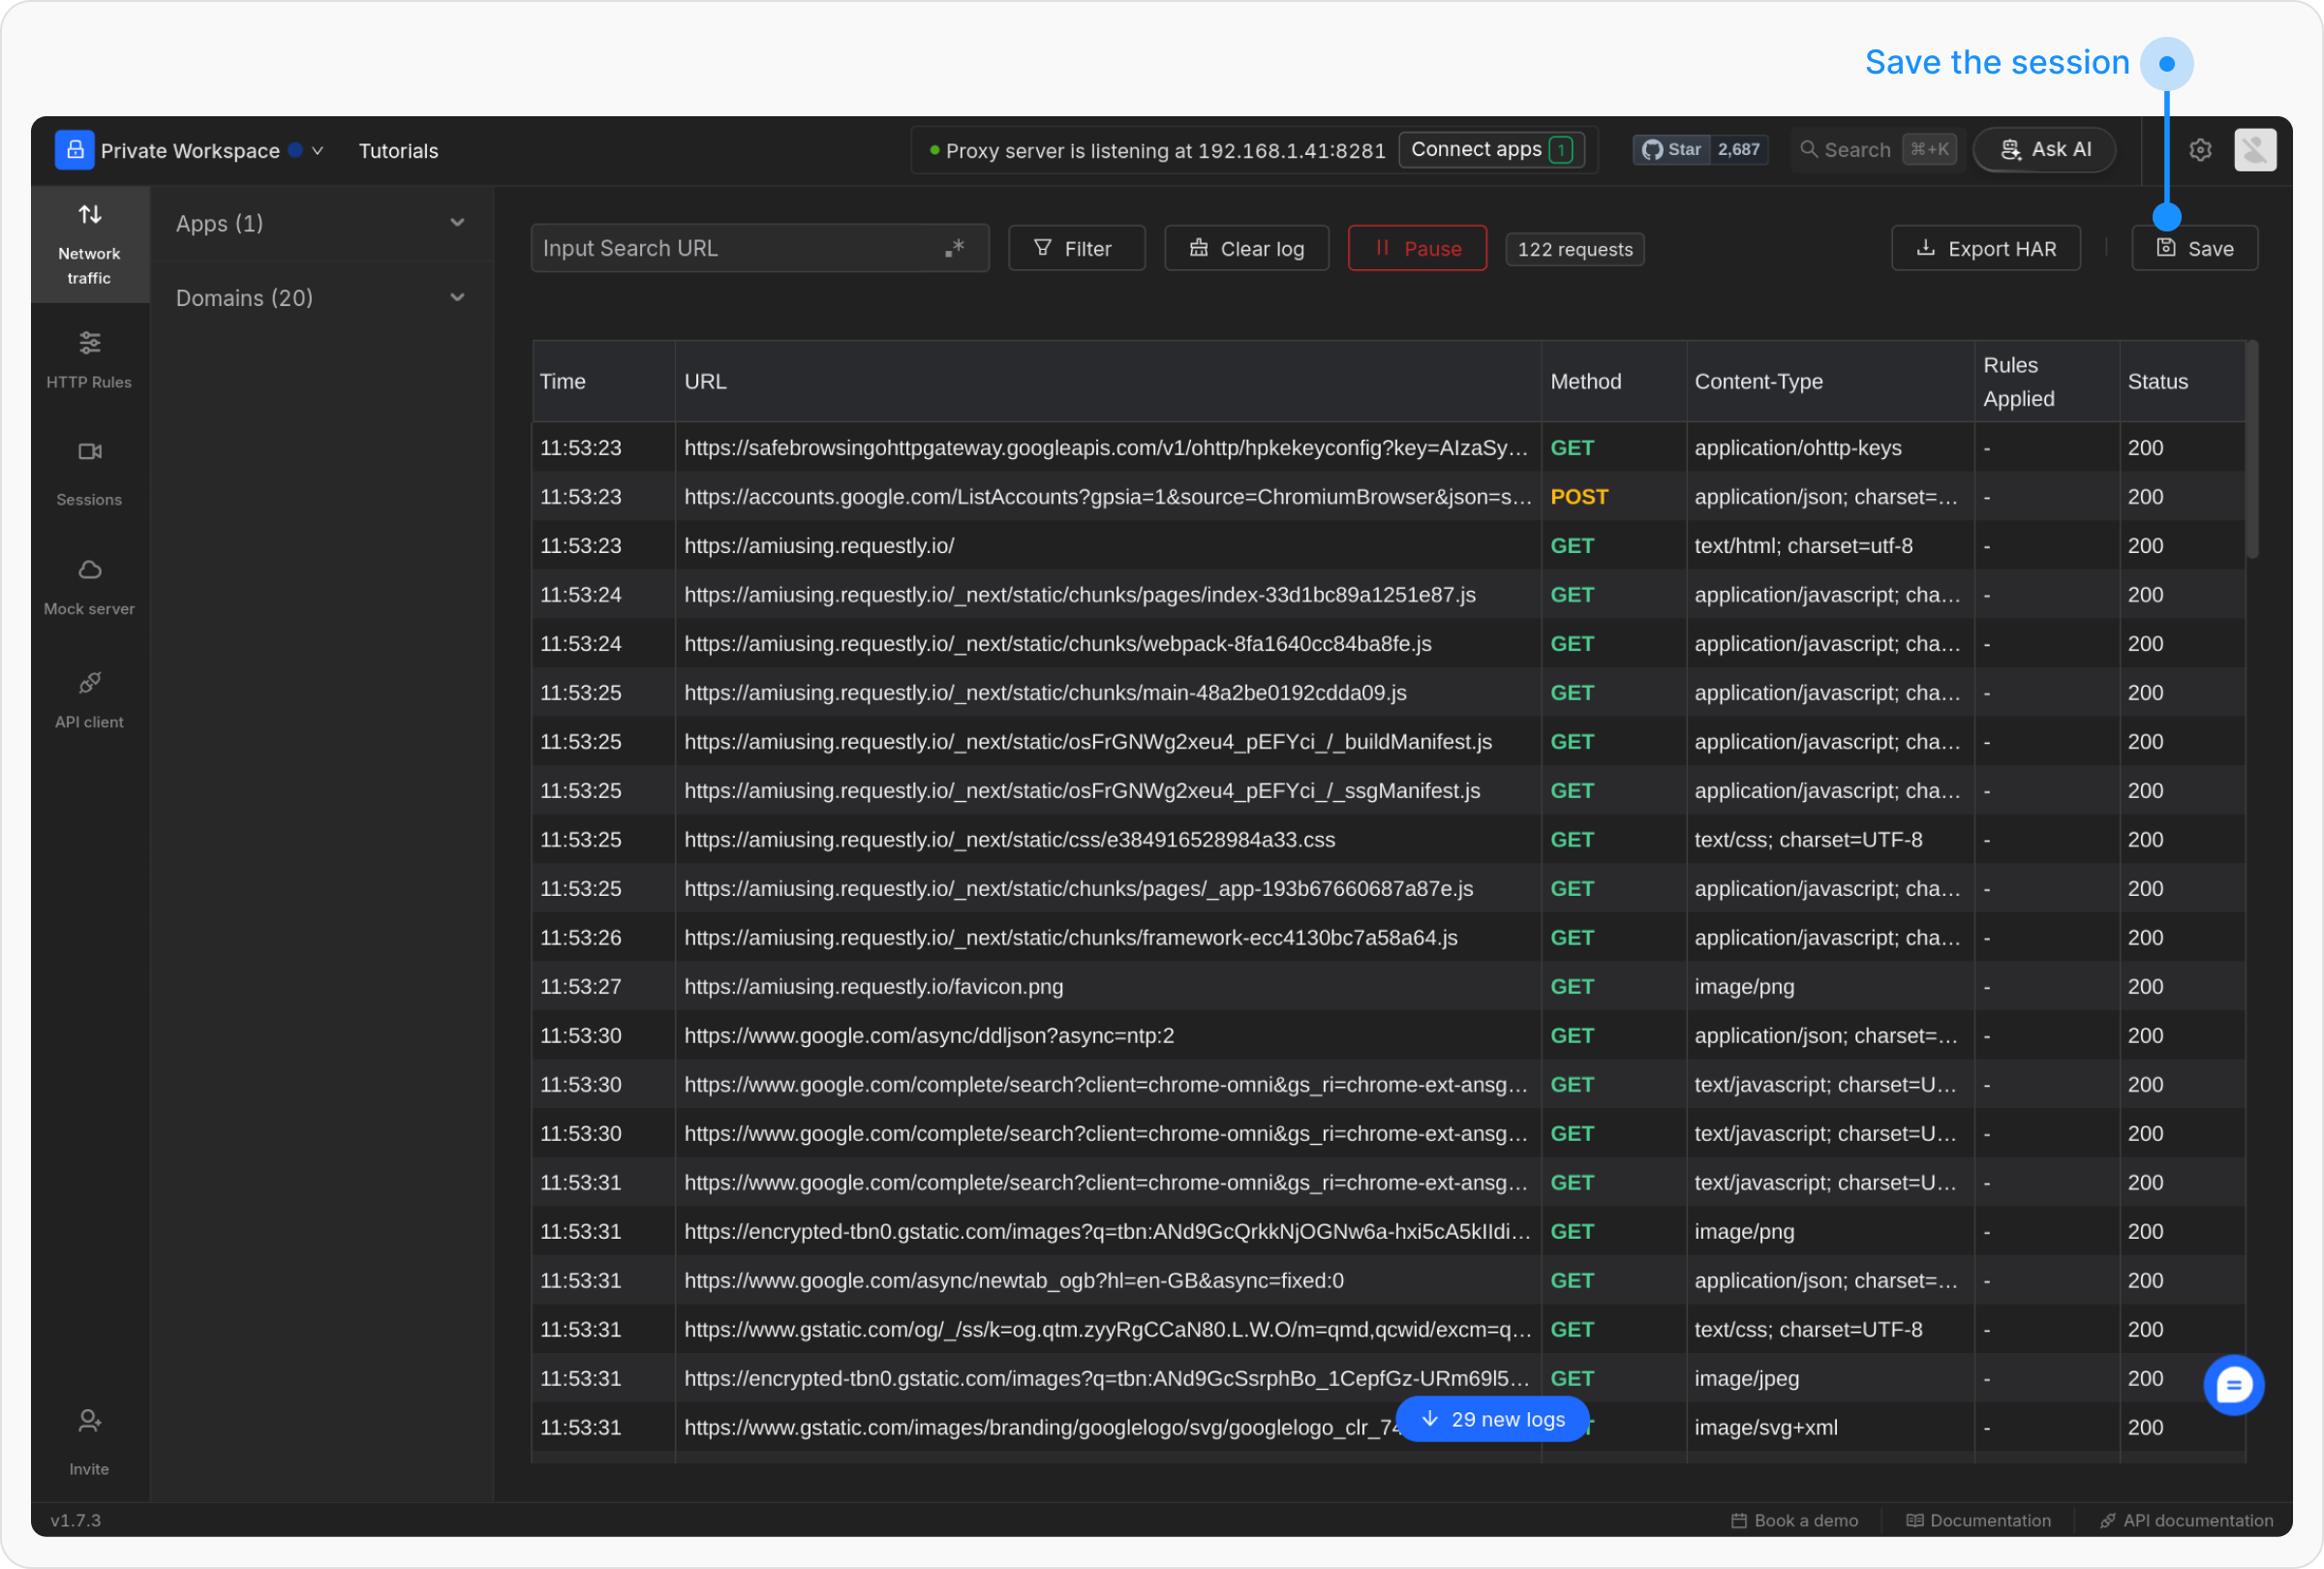 Save the session
Private Workspace
Tutorials
Proxy server is listening at 192.168.1.41:8281
Connect apps 1
Star 2,687
Search ⌘+K
Ask AI
Network
traffic
HTTP Rules
Sessions
Mock server
API client
Invite
Apps (1)
Domains (20)
Input Search URL .*
Filter
Clear log
Pause
122 requests
Export HAR
Save
Time URL Method Content-Type Rules Applied Status
11:53:23 https://safebrowsingohttpgateway.googleapis.com/v1/ohttp/hpkekeyconfig?key=AIzaSy… GET application/ohttp-keys - 200
11:53:23 https://accounts.google.com/ListAccounts?gpsia=1&source=ChromiumBrowser&json=s… POST application/json; charset=… - 200
11:53:23 https://amiusing.requestly.io/ GET text/html; charset=utf-8 - 200
11:53:24 https://amiusing.requestly.io/_next/static/chunks/pages/index-33d1bc89a1251e87.js GET application/javascript; cha… - 200
11:53:24 https://amiusing.requestly.io/_next/static/chunks/webpack-8fa1640cc84ba8fe.js GET application/javascript; cha… - 200
11:53:25 https://amiusing.requestly.io/_next/static/chunks/main-48a2be0192cdda09.js GET application/javascript; cha… - 200
11:53:25 https://amiusing.requestly.io/_next/static/osFrGNWg2xeu4_pEFYci_/_buildManifest.js GET application/javascript; cha… - 200
11:53:25 https://amiusing.requestly.io/_next/static/osFrGNWg2xeu4_pEFYci_/_ssgManifest.js GET application/javascript; cha… - 200
11:53:25 https://amiusing.requestly.io/_next/static/css/e384916528984a33.css GET text/css; charset=UTF-8 - 200
11:53:25 https://amiusing.requestly.io/_next/static/chunks/pages/_app-193b67660687a87e.js GET application/javascript; cha… - 200
11:53:26 https://amiusing.requestly.io/_next/static/chunks/framework-ecc4130bc7a58a64.js GET application/javascript; cha… - 200
11:53:27 https://amiusing.requestly.io/favicon.png GET image/png - 200
11:53:30 https://www.google.com/async/ddljson?async=ntp:2 GET application/json; charset=… - 200
11:53:30 https://www.google.com/complete/search?client=chrome-omni&gs_ri=chrome-ext-ansg… GET text/javascript; charset=U… - 200
11:53:30 https://www.google.com/complete/search?client=chrome-omni&gs_ri=chrome-ext-ansg… GET text/javascript; charset=U… - 200
11:53:31 https://www.google.com/complete/search?client=chrome-omni&gs_ri=chrome-ext-ansg… GET text/javascript; charset=U… - 200
11:53:31 https://encrypted-tbn0.gstatic.com/images?q=tbn:ANd9GcQrkkNjOGNw6a-hxi5cA5kIIdi… GET image/png - 200
11:53:31 https://www.google.com/async/newtab_ogb?hl=en-GB&async=fixed:0 GET application/json; charset=… - 200
11:53:31 https://www.gstatic.com/og/_/ss/k=og.qtm.zyyRgCCaN80.L.W.O/m=qmd,qcwid/excm=q… GET text/css; charset=UTF-8 - 200
11:53:31 https://encrypted-tbn0.gstatic.com/images?q=tbn:ANd9GcSsrphBo_1CepfGz-URm69l5… GET image/jpeg - 200
11:53:31 https://www.gstatic.com/images/branding/googlelogo/svg/googlelogo_clr_74 image/svg+xml - 200
29 new logs
v1.7.3
Book a demo
Documentation
API documentation